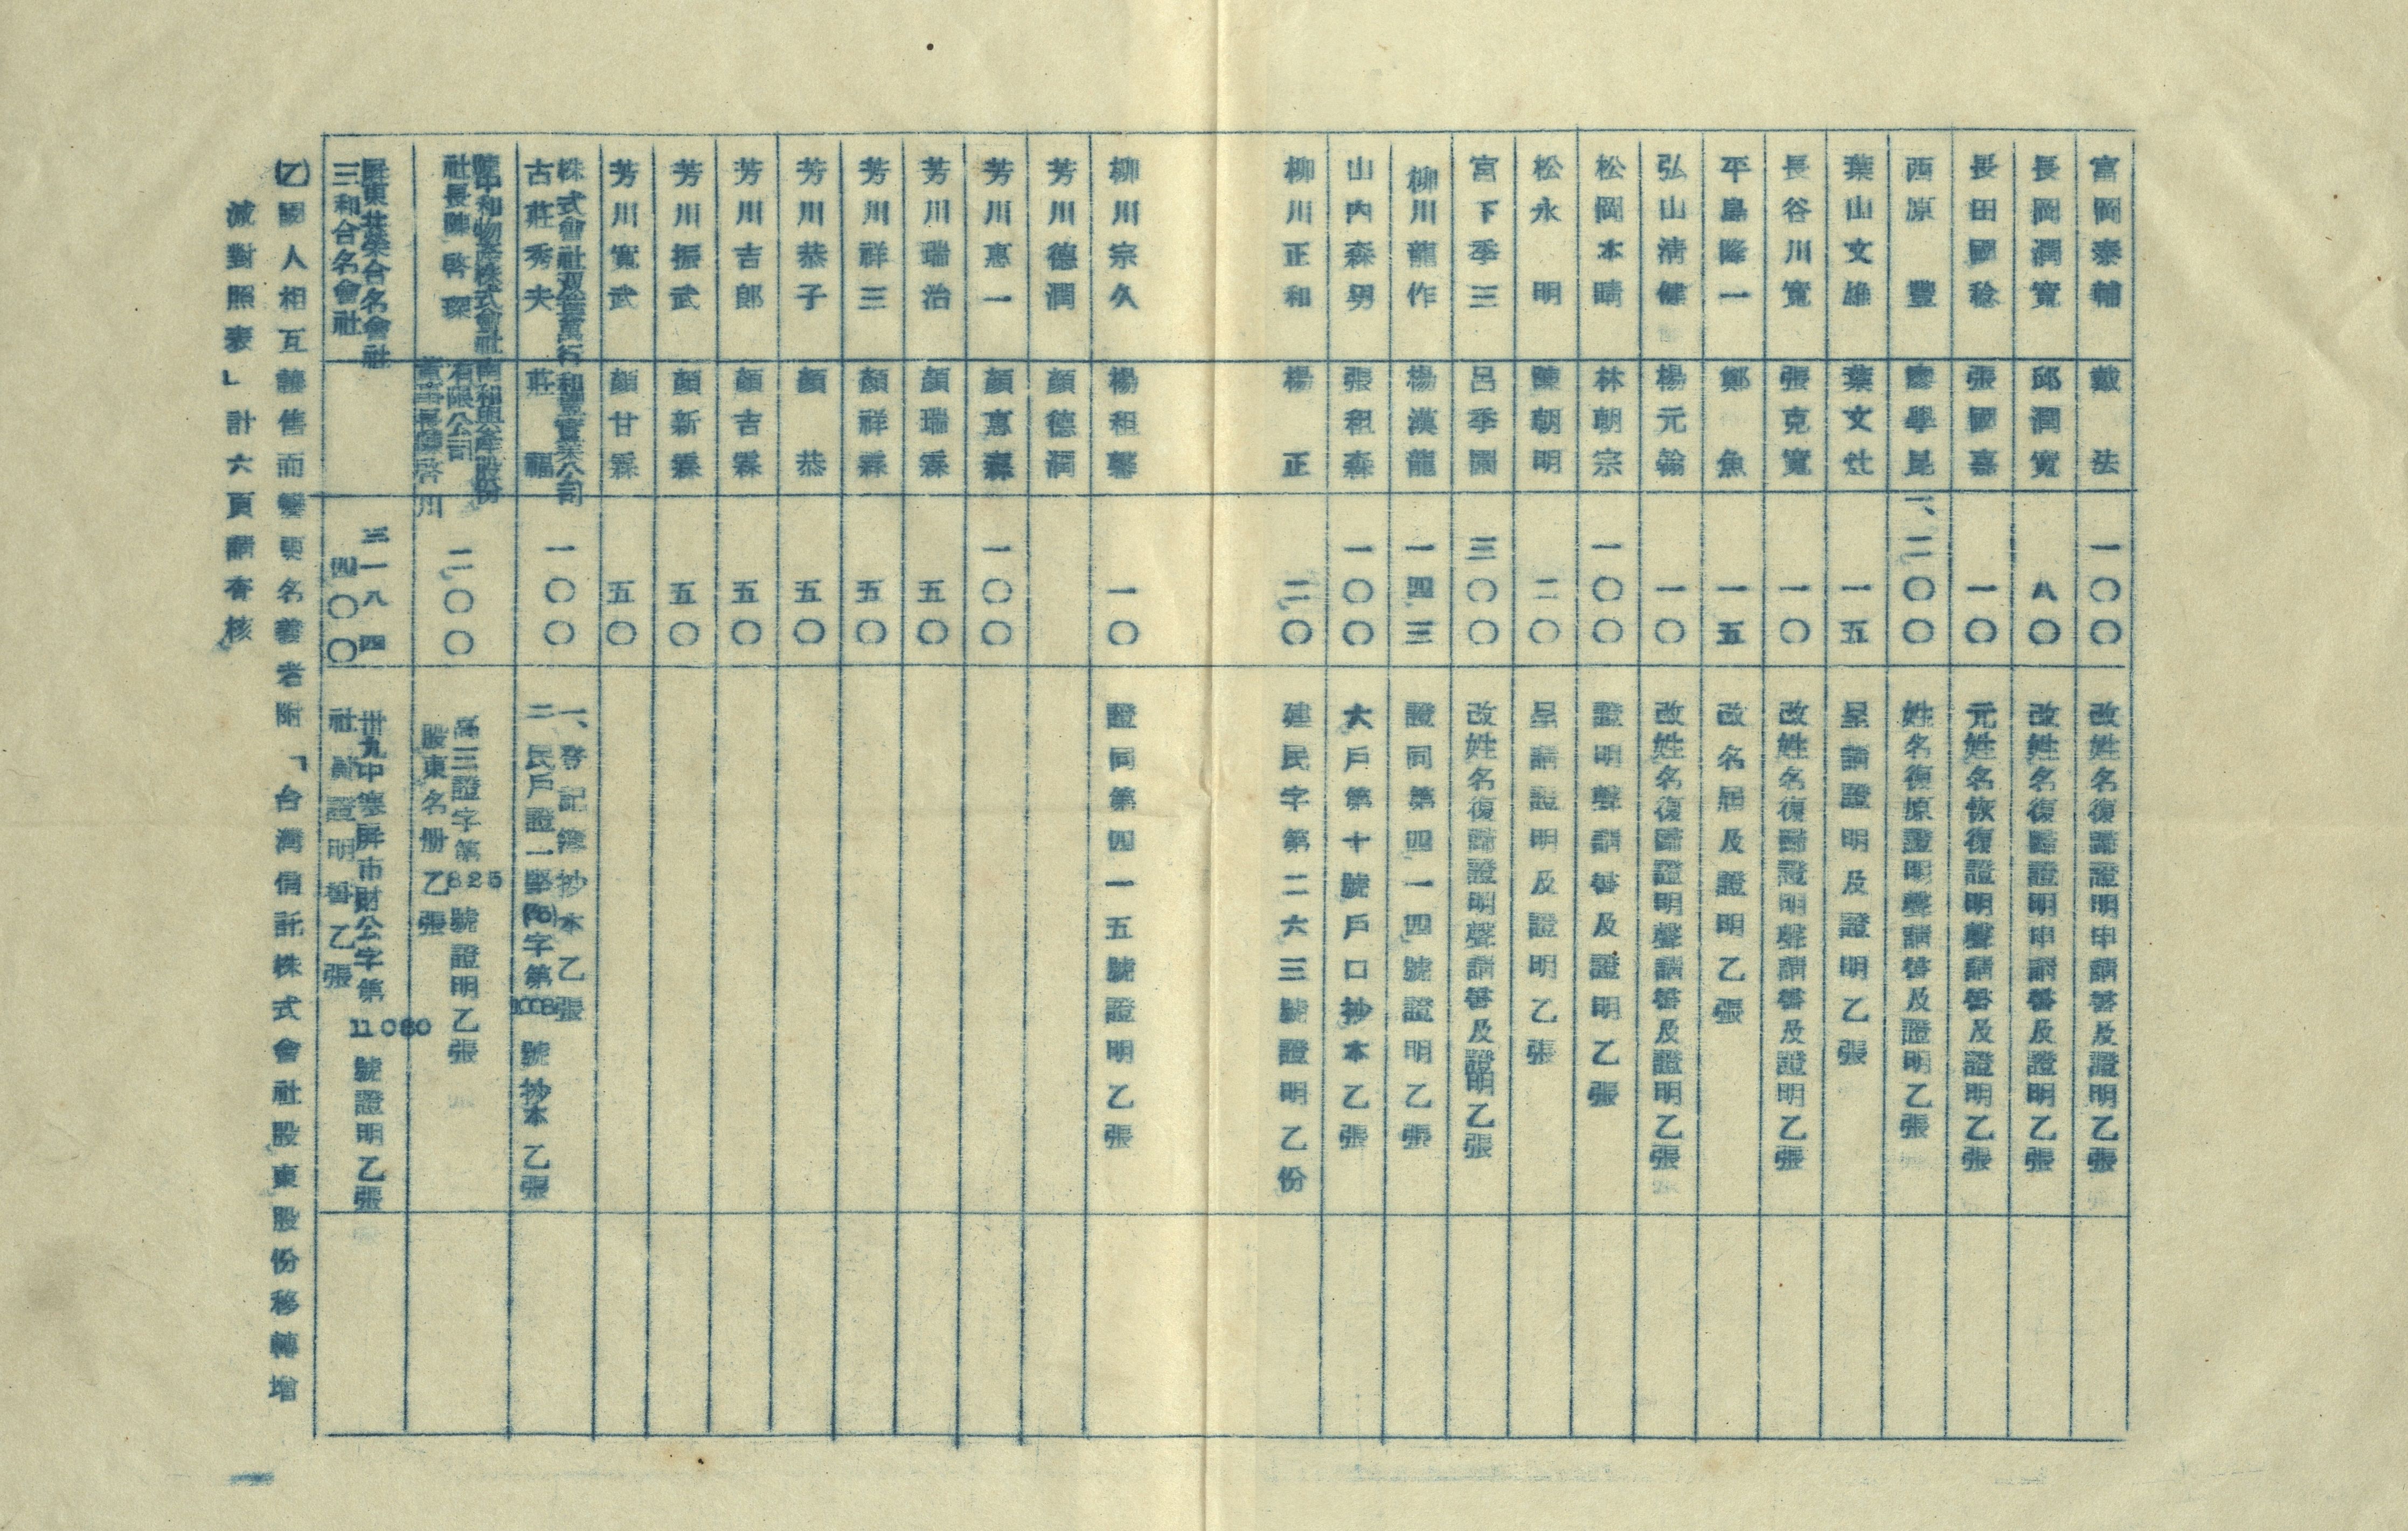 富岡泰輔 戴法 一〇〇 改姓名復歸證明申請書及證明乙張
長岡潤寬 邱潤寬 八〇 改姓名復歸證明申請書及證明乙張
長田國稔 張國嘉 一〇 元姓名恢復證明聲請書及證明乙張
西原豐 廖學昆 一、二〇〇 姓名復原證明聲請書及證明乙張
葉山文雄 葉文灶 一五 呈請證明及證明乙張
長谷川寬 張克寬 一〇 改姓名復歸證明聲請書及證明乙張
平島隆一 鄭魚 一五 改名屆及證明乙張
弘山清健 楊元翰 一〇 改姓名復歸證明聲請書及證明乙張
松岡本晴 林朝宗 一〇〇 證明聲請書及證明乙張
松永明 陳朝明 二〇 呈請證明及證明乙張
宮下季三 呂季園 三〇〇 改姓名復歸證明聲請書及證明乙張
柳川龍作 楊漢龍 一四三 證同第四一四號證明乙張
山內森男 張租森 一〇〇 大戶第十號戶口抄本乙張
柳川正和 楊正 二〇 建民字第二六三號證明乙份
柳川宗久 楊租馨 一〇 證同第四一五號證明乙張
芳川德潤 顏德潤
芳川惠一 顏惠霖 一〇〇
芳川瑞治 顏瑞霖 五〇
芳川祥三 顏祥霖 五〇
芳川恭子 顏恭 五〇
芳川吉郎 顏吉霖 五〇
芳川振武 顏新霖 五〇
芳川寬武 顏甘霖 五〇
株式會社双德萱行 和豐實業公司 一〇〇 一、登記簿抄本乙張
古莊秀夫 莊福 二民戶證一堅(36)字第1008號抄本乙張
中和物產株式會社 南和興產股份 二〇〇 高三證字第825號證明乙張
社長陳啓琛 有限公司 股東名册乙張
董事長陳啓川
屏東共榮合名會社 三一八四 卅九中寒屏市財公字第11080號證明乙張
三和合名會社 四〇〇 社員證明書乙張
(乙)國人相互讓售而變更名義者附「台灣信託株式會社股東股份移轉增
減對照表」計六頁請查核